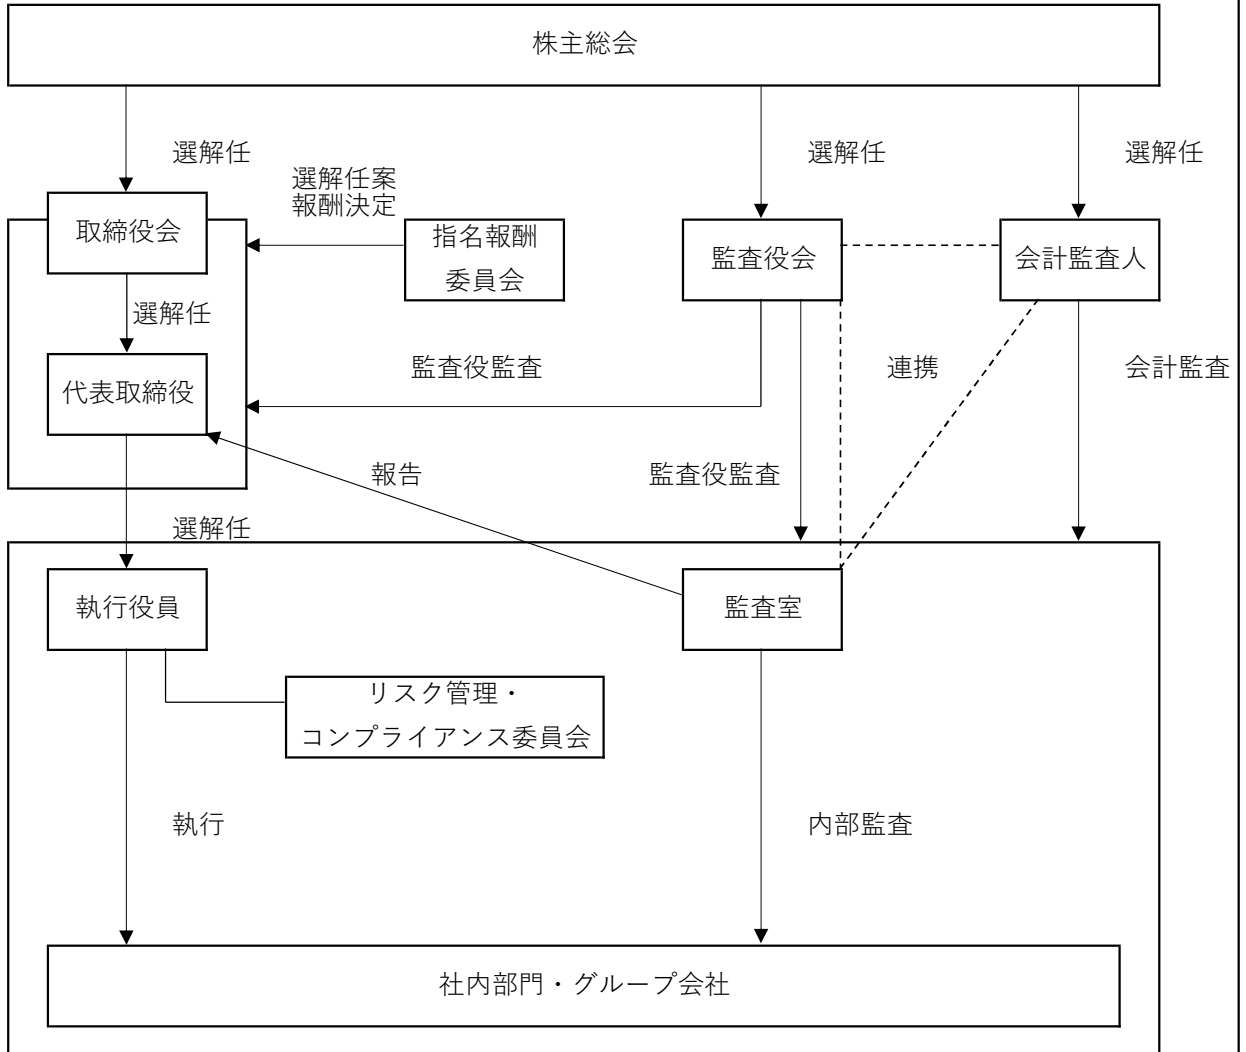 株主総会
選解任
選解任
選解任
選解任案
報酬決定
取締役会
指名報酬
委員会
監査役会
会計監査人
選解任
代表取締役
監査役監査
連携
会計監査
報告
監査役監査
選解任
執行役員
監査室
リスク管理・
コンプライアンス委員会
執行
内部監査
社内部門・グループ会社